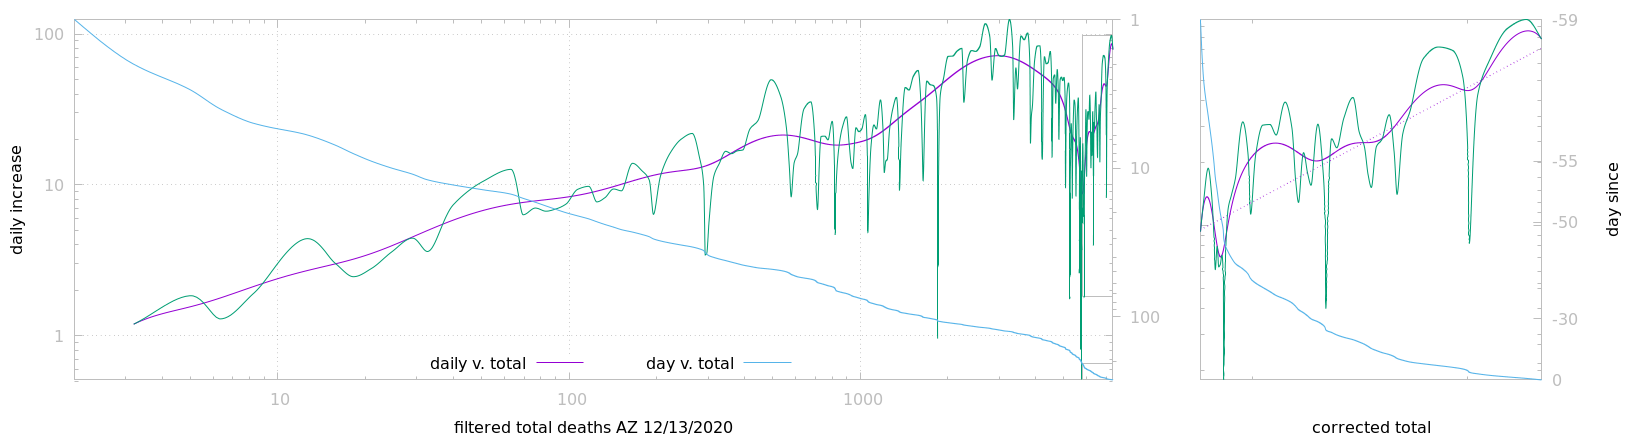 100
10
1
daily increase
10
100
1000
filtered total deaths AZ 12/13/2020
daily v. total
day v. total
1
10
100
-59
-55
-50
-30
0
day since
corrected total